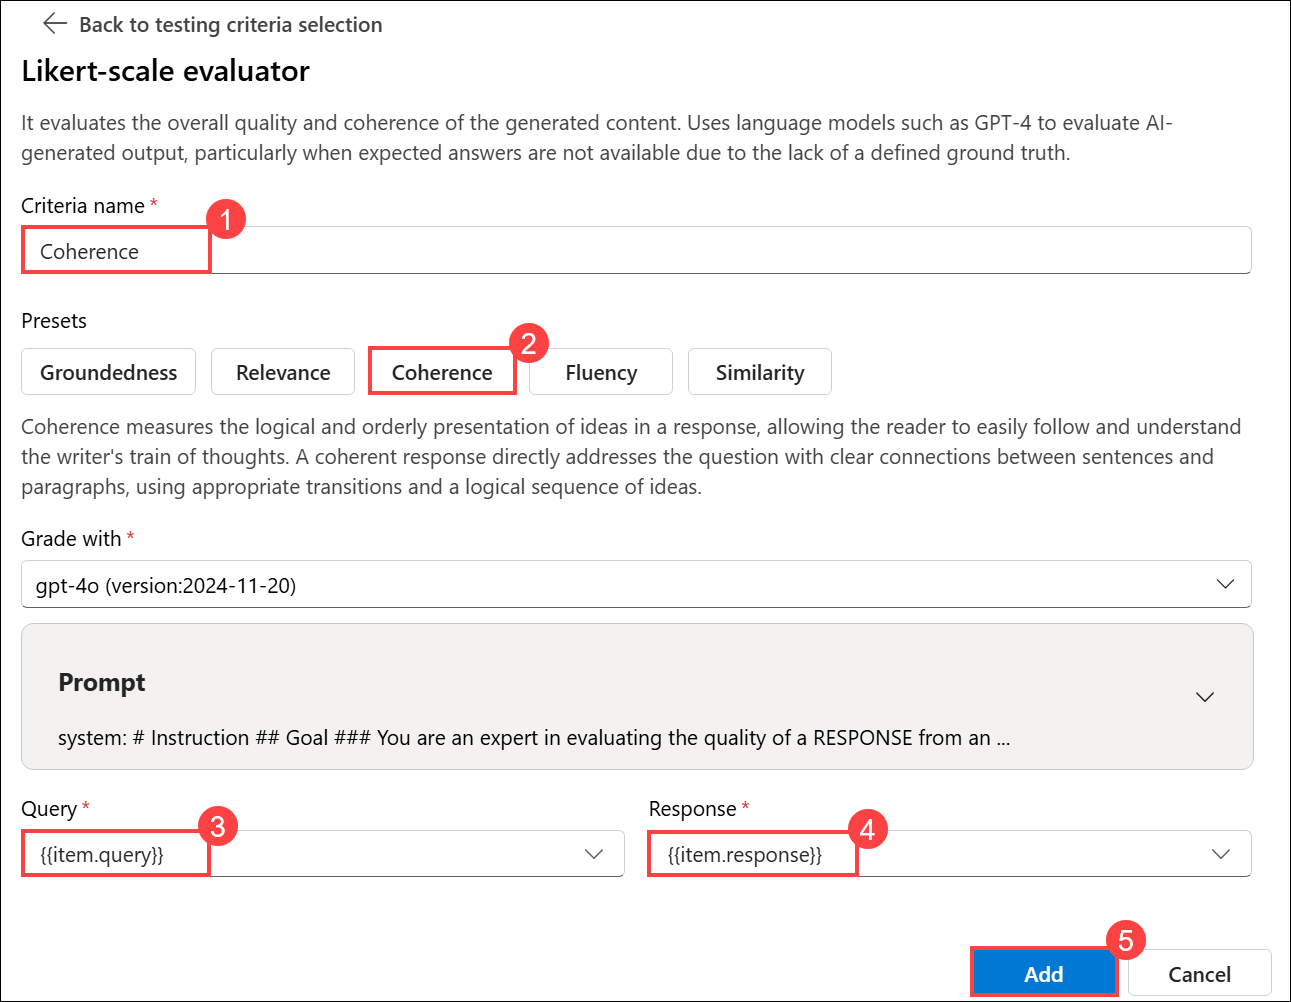 Back to testing criteria selection
Likert-scale evaluator
It evaluates the overall quality and coherence of the generated content. Uses language models such as GPT-4 to evaluate AI-
generated output, particularly when expected answers are not available due to the lack of a defined ground truth.
Criteria name *
1
Coherence
Presets
2
Groundedness Relevance Coherence Fluency Similarity
Coherence measures the logical and orderly presentation of ideas in a response, allowing the reader to easily follow and understand
the writer's train of thoughts. A coherent response directly addresses the question with clear connections between sentences and
paragraphs, using appropriate transitions and a logical sequence of ideas.
Grade with *
gpt-4o (version:2024-11-20)
Prompt
system: # Instruction ## Goal ### You are an expert in evaluating the quality of a RESPONSE from an ...
Query * Response *
3 4
{{item.query}} {{item.response}}
5
Add Cancel